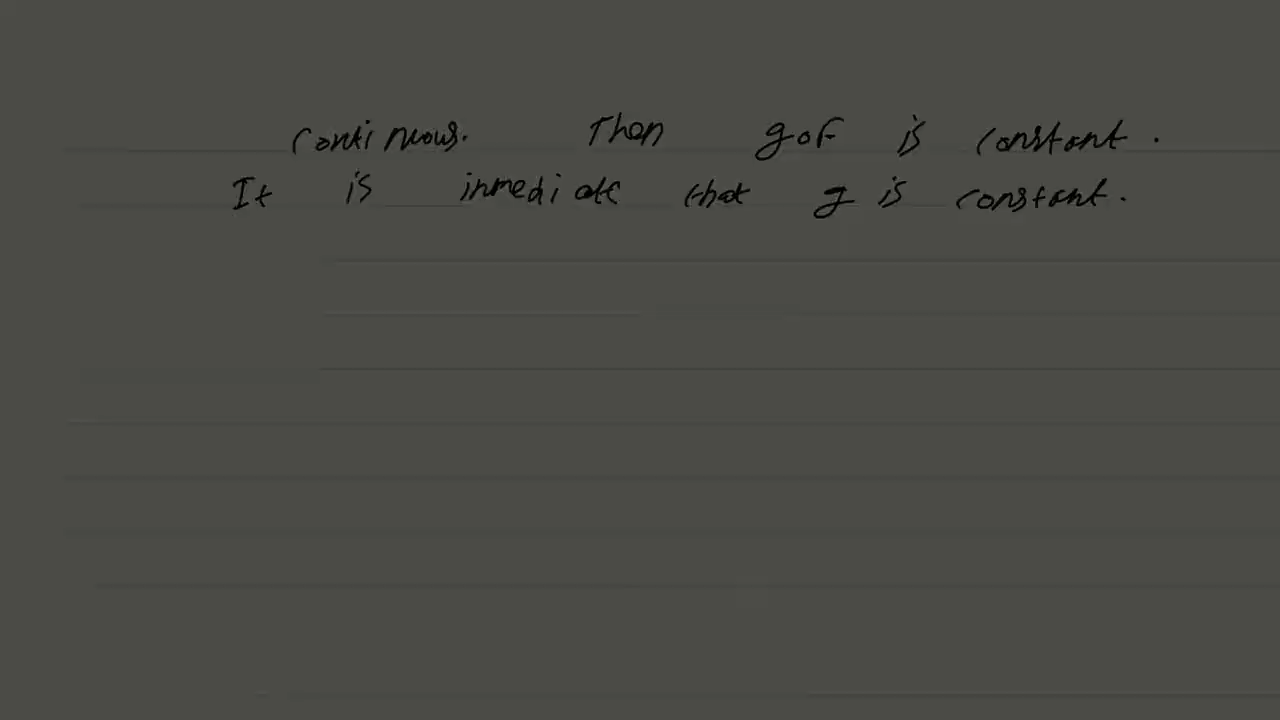 continuous. Then gof is constant.
It is immediate that g is constant.